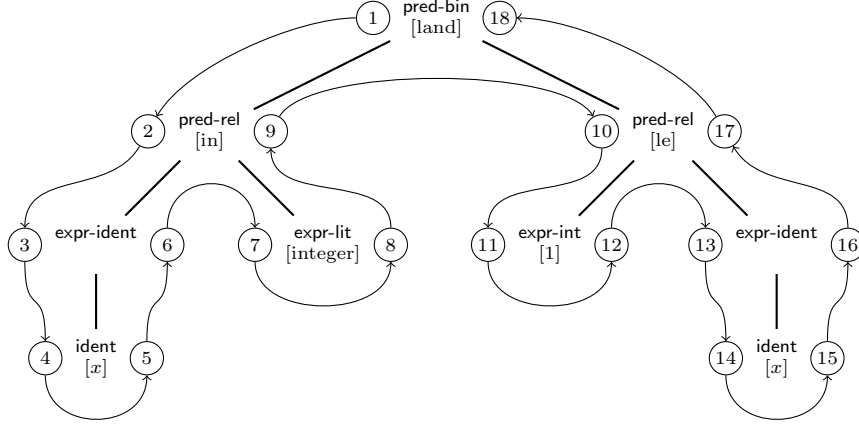 1 pred-bin 18
[land]
2 pred-rel 9 10 pred-rel 17
[in] [le]
3 expr-ident 6 7 expr-lit 8 11 expr-int 12 13 expr-ident 16
[integer] [1]
4 ident 5 14 ident 15
[x] [x]